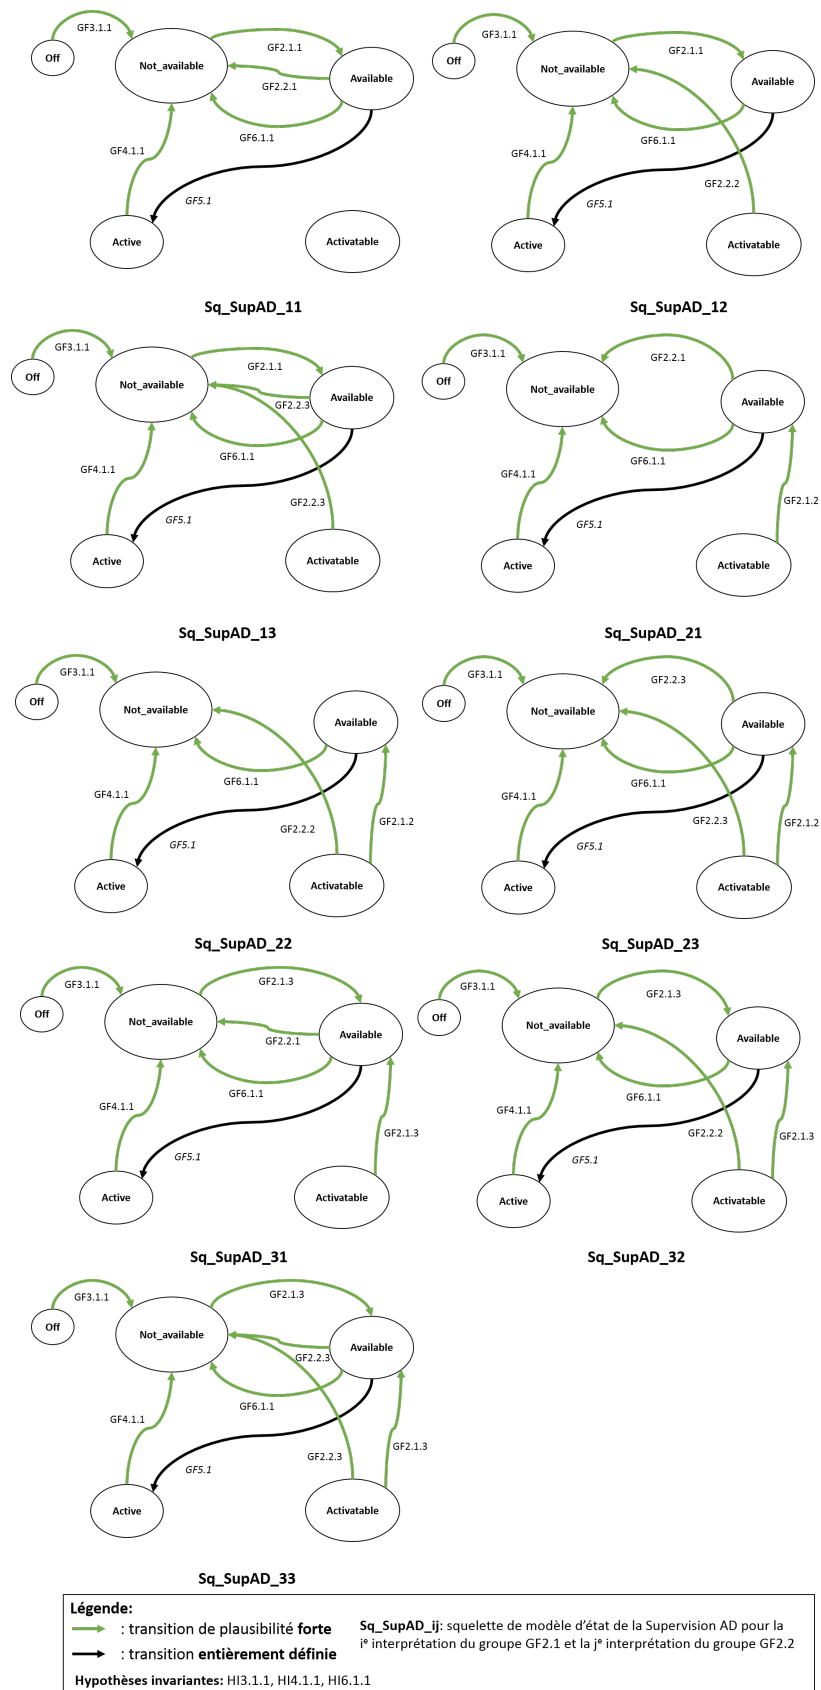 GF3.1.1
Off
Not_available
GF2.1.1
Available
GF2.2.1
GF6.1.1
GF4.1.1
GF5.1
Active
Activatable
Sq_SupAD_11
GF3.1.1
Off
Not_available
GF2.1.1
Available
GF6.1.1
GF4.1.1
GF2.2.2
GF5.1
Active
Activatable
Sq_SupAD_12
GF3.1.1
Off
Not_available
GF2.1.1
Available
GF2.2.3
GF6.1.1
GF4.1.1
GF2.2.3
GF5.1
Active
Activatable
Sq_SupAD_13
GF3.1.1
Off
Not_available
GF2.2.1
Available
GF6.1.1
GF4.1.1
GF2.1.2
GF5.1
Active
Activatable
Sq_SupAD_21
GF3.1.1
Off
Not_available
Available
GF6.1.1
GF4.1.1
GF2.1.2
GF2.2.2
GF5.1
Active
Activatable
Sq_SupAD_22
GF3.1.1
Off
Not_available
GF2.2.3
Available
GF6.1.1
GF4.1.1
GF2.2.3
GF2.1.2
GF5.1
Active
Activatable
Sq_SupAD_23
GF3.1.1
Off
Not_available
GF2.1.3
Available
GF2.2.1
GF6.1.1
GF4.1.1
GF2.1.3
GF5.1
Active
Activatable
Sq_SupAD_31
GF3.1.1
Off
Not_available
GF2.1.3
Available
GF6.1.1
GF4.1.1
GF2.2.2
GF2.1.3
GF5.1
Active
Activatable
Sq_SupAD_32
GF3.1.1
Off
Not_available
GF2.1.3
Available
GF2.2.3
GF6.1.1
GF4.1.1
GF2.2.3
GF2.1.3
GF5.1
Active
Activatable
Sq_SupAD_33
Légende:
: transition de plausibilité forte
: transition entièrement définie
Sq_SupAD_ij: squelette de modèle d'état de la Supervision AD pour la
iᵉ interprétation du groupe GF2.1 et la jᵉ interprétation du groupe GF2.2
Hypothèses invariantes: HI3.1.1, HI4.1.1, HI6.1.1